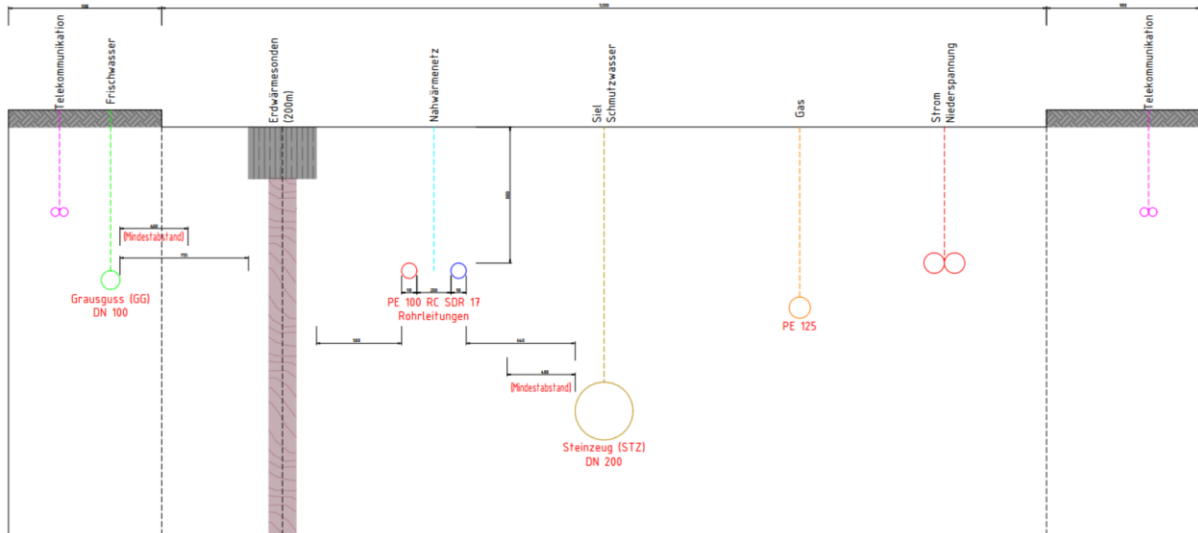 Telekommunikation
Frischwasser
Erdwärmesonden
(200m)
Nahwärmenetz
Siel
Schmutzwasser
Gas
Strom
Niederspannung
Telekommunikation
(Mindestabstand)
Grausguss (GG)
DN 100
PE 100 RC SDR 17
Rohrleitungen
PE 125
(Mindestabstand)
Steinzeug (STZ)
DN 200